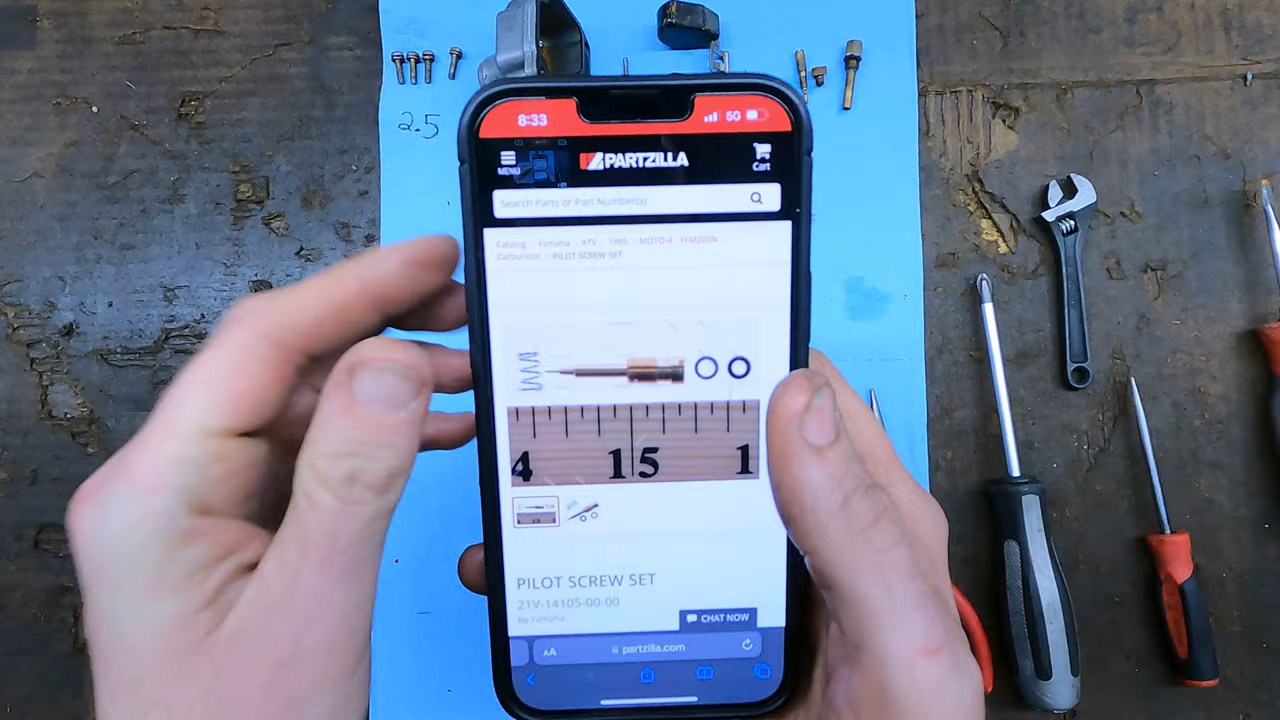 2.5
8:33
5G
MENU
PARTZILLA
Cart
Search Parts or Part Number(s)
Catalog Yamaha ATV 1985 MOTO-4 - YFM200N
Carburetor PILOT SCREW SET
4 1 5 1
PILOT SCREW SET
21V-14105-00-00
by Yamaha
CHAT NOW
AA
partzilla.com